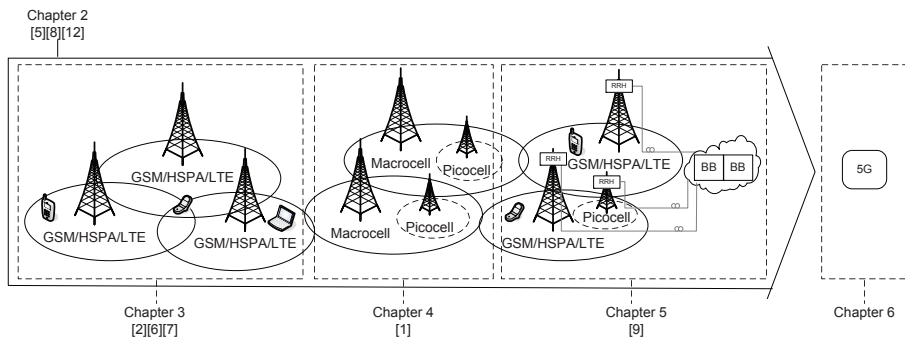 Chapter 2
[5][8][12]
GSM/HSPA/LTE
GSM/HSPA/LTE
GSM/HSPA/LTE
Macrocell
Picocell
Macrocell
Picocell
RRH
GSM/HSPA/LTE
RRH
RRH
Picocell
GSM/HSPA/LTE
BB BB
5G
Chapter 3
[2][6][7]
Chapter 4
[1]
Chapter 5
[9]
Chapter 6